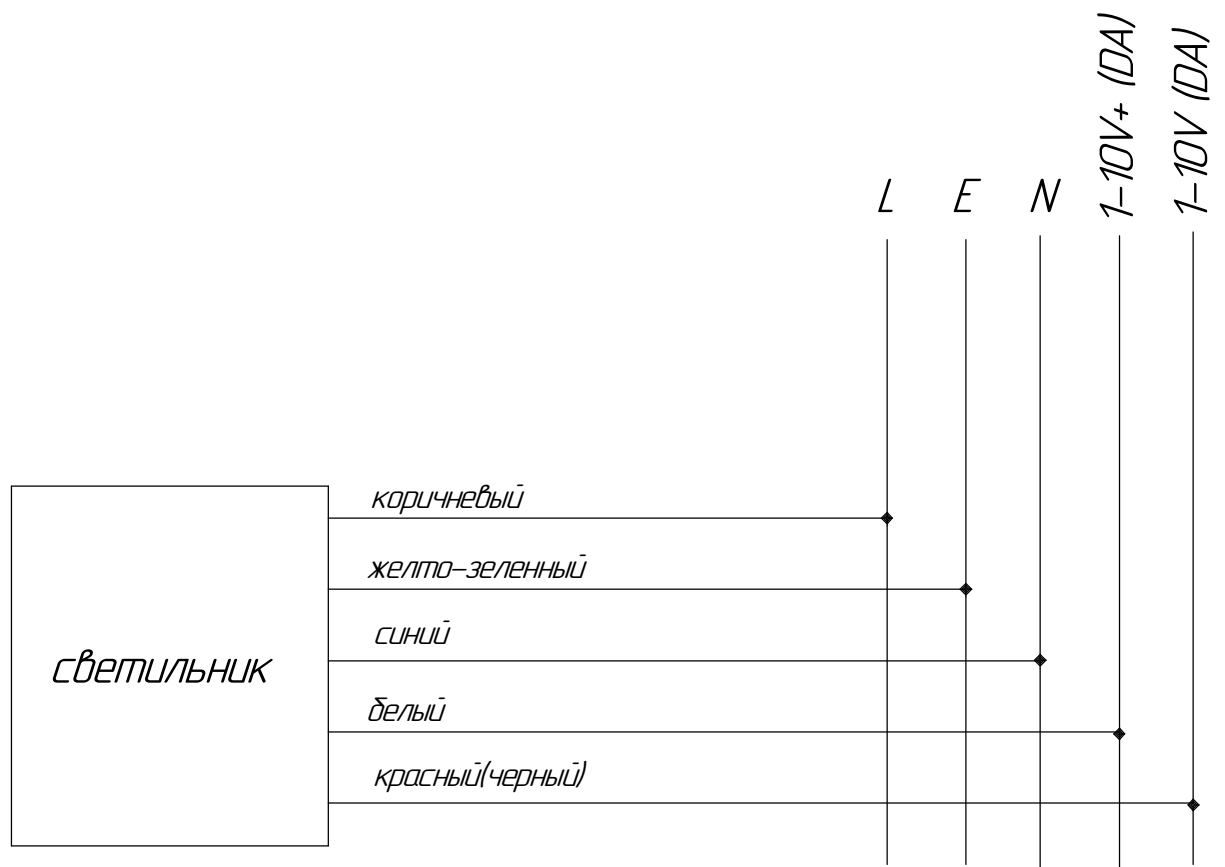 L E N 1-10V+ (DA) 1-10V (DA)
коричневый
желто-зеленный
синий
белый
красный(черный)
светильник